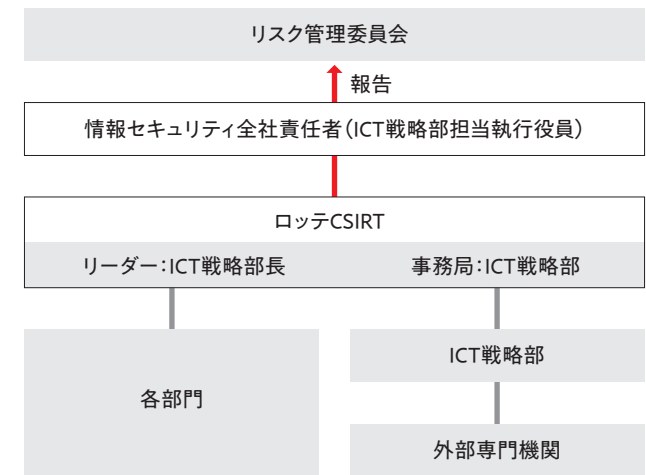 リスク管理委員会
報告
情報セキュリティ全社責任者(ICT戦略部担当執行役員)
ロッテCSIRT
リーダー:ICT戦略部長
事務局:ICT戦略部
各部門
ICT戦略部
外部専門機関